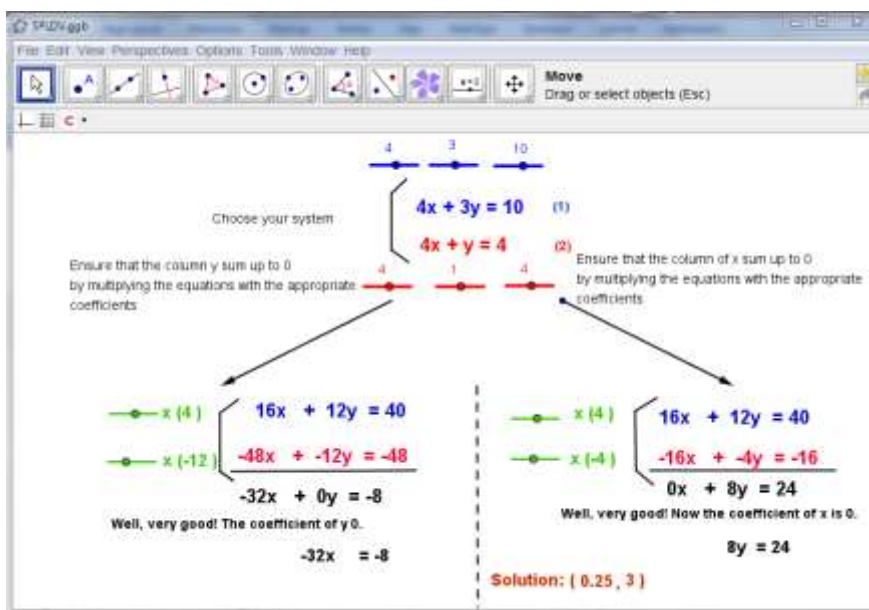 SPLDV.ggb
File Edit View Perspectives Options Tools Window Help
Move
Drag or select objects (Esc)
4 3 10
Choose your system
4x + 3y = 10 (1)
4x + y = 4 (2)
4 1 4
Ensure that the column y sum up to 0
by multiplying the equations with the appropriate
coefficients
Ensure that the column of x sum up to 0
by multiplying the equations with the appropriate
coefficients
x (4 )
16x + 12y = 40
x (-12 )
-48x + -12y = -48
-32x + 0y = -8
Well, very good! The coefficient of y 0.
-32x = -8
x (4 )
16x + 12y = 40
x (-4 )
-16x + -4y = -16
0x + 8y = 24
Well, very good! Now the coefficient of x is 0.
8y = 24
Solution: ( 0.25 , 3 )